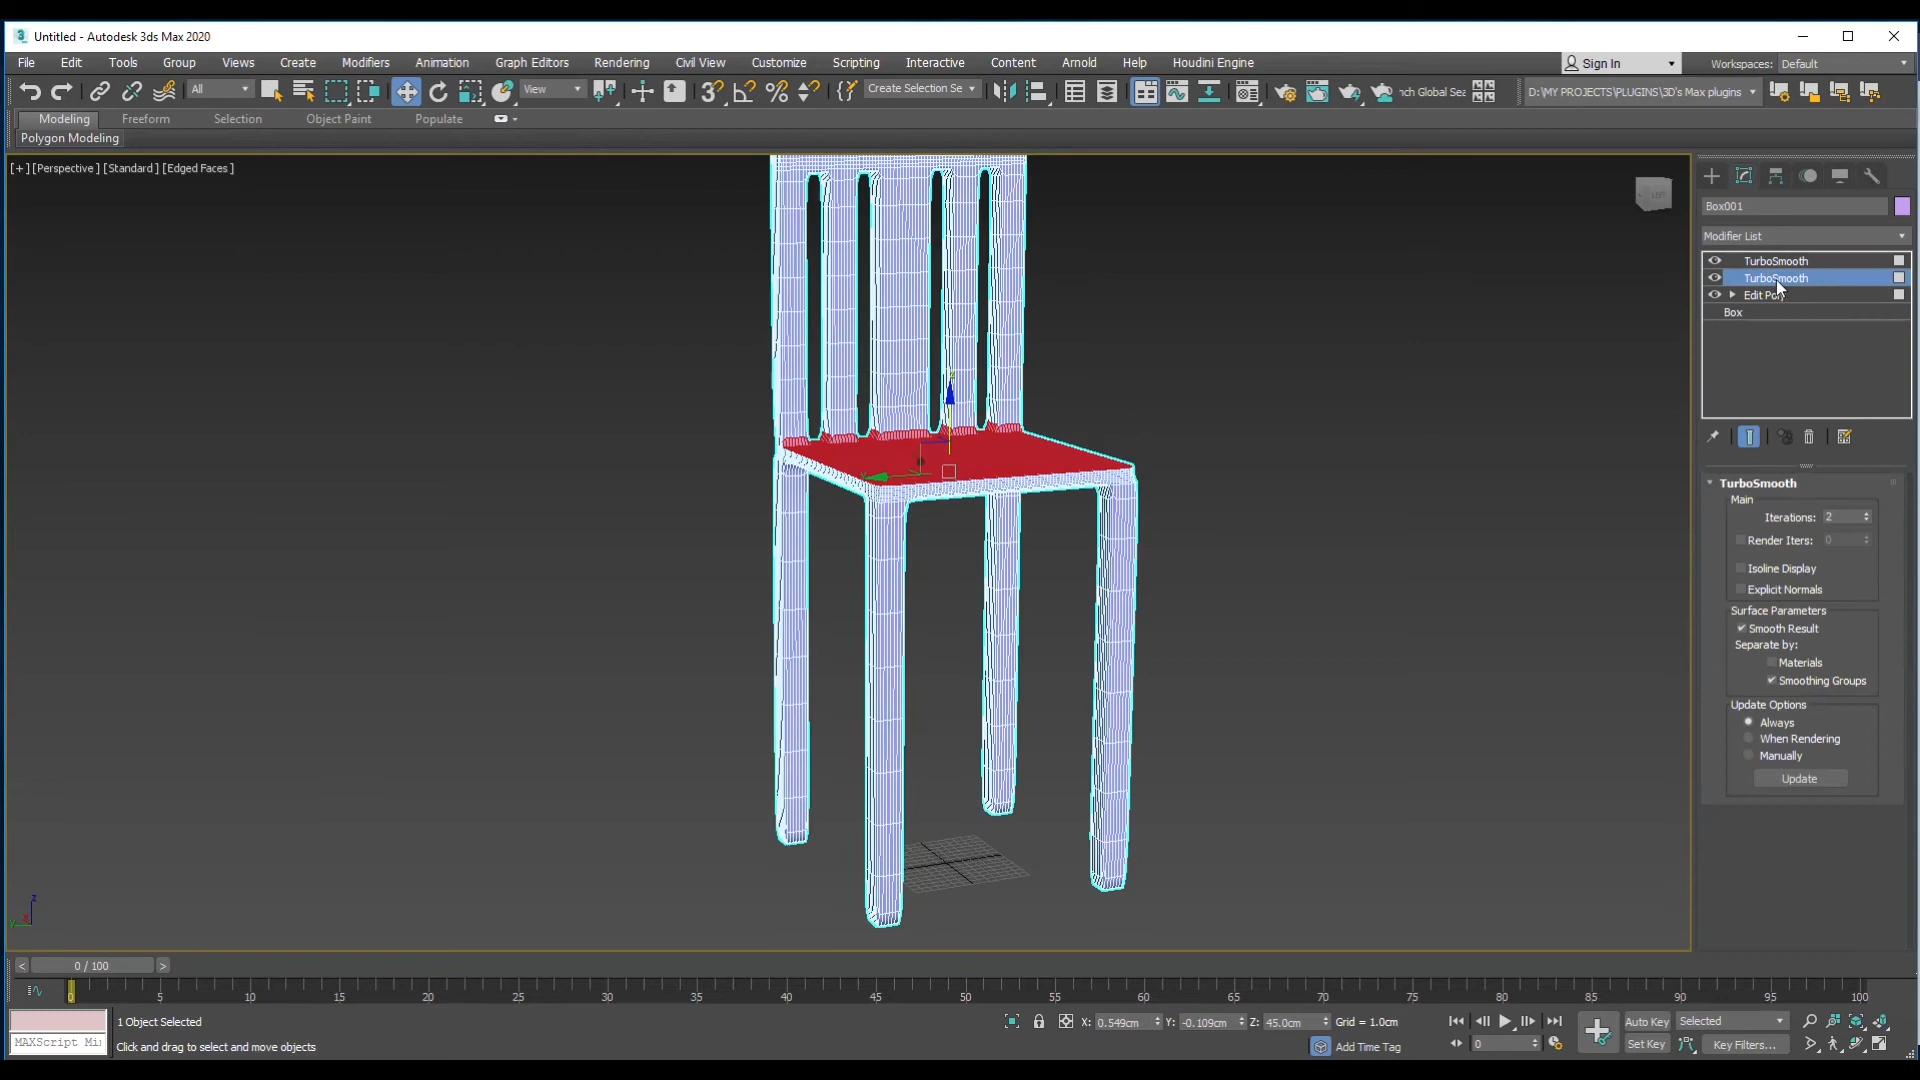 Untitled - Autodesk 3ds Max 2020
File Edit Tools Group Views Create Modifiers Animation Graph Editors Rendering Civil View Customize Scripting Interactive Content Arnold Help Houdini Engine Sign In Workspaces: Default
All View Create Selection Se nch Global Sea D:\MY PROJECTS\PLUGINS\3D's Max plugins
Modeling Freeform Selection Object Paint Populate
Polygon Modeling
[+] [Perspective] [Standard] [Edged Faces]
Box001
Modifier List
TurboSmooth
TurboSmooth
Edit Poly
Box
TurboSmooth
Main
Iterations: 2
Render Iters: 0
Isoline Display
Explicit Normals
Surface Parameters
Smooth Result
Separate by:
Materials
Smoothing Groups
Update Options
Always
When Rendering
Manually
Update
< 0 / 100 >
0 5 10 15 20 25 30 35 40 45 50 55 60 65 70 75 80 85 90 95 100
1 Object Selected X: 0.549cm Y: -0.109cm Z: 45.0cm Grid = 1.0cm Auto Key Selected
MAXScript Mi Click and drag to select and move objects Add Time Tag 0 Set Key Key Filters...